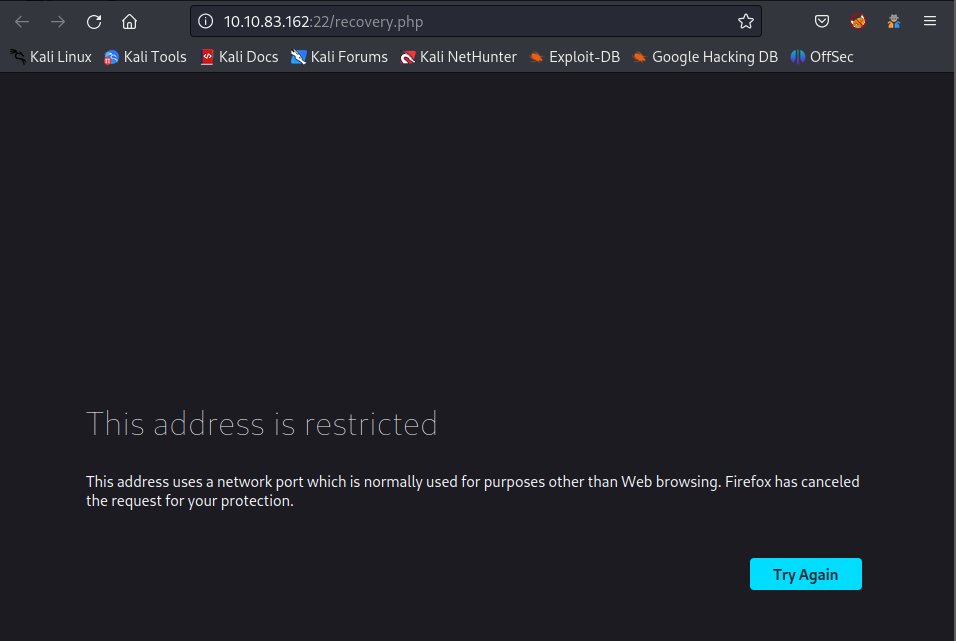 10.10.83.162:22/recovery.php
Kali Linux Kali Tools Kali Docs Kali Forums Kali NetHunter Exploit-DB Google Hacking DB OffSec
This address is restricted
This address uses a network port which is normally used for purposes other than Web browsing. Firefox has canceled
the request for your protection.
Try Again